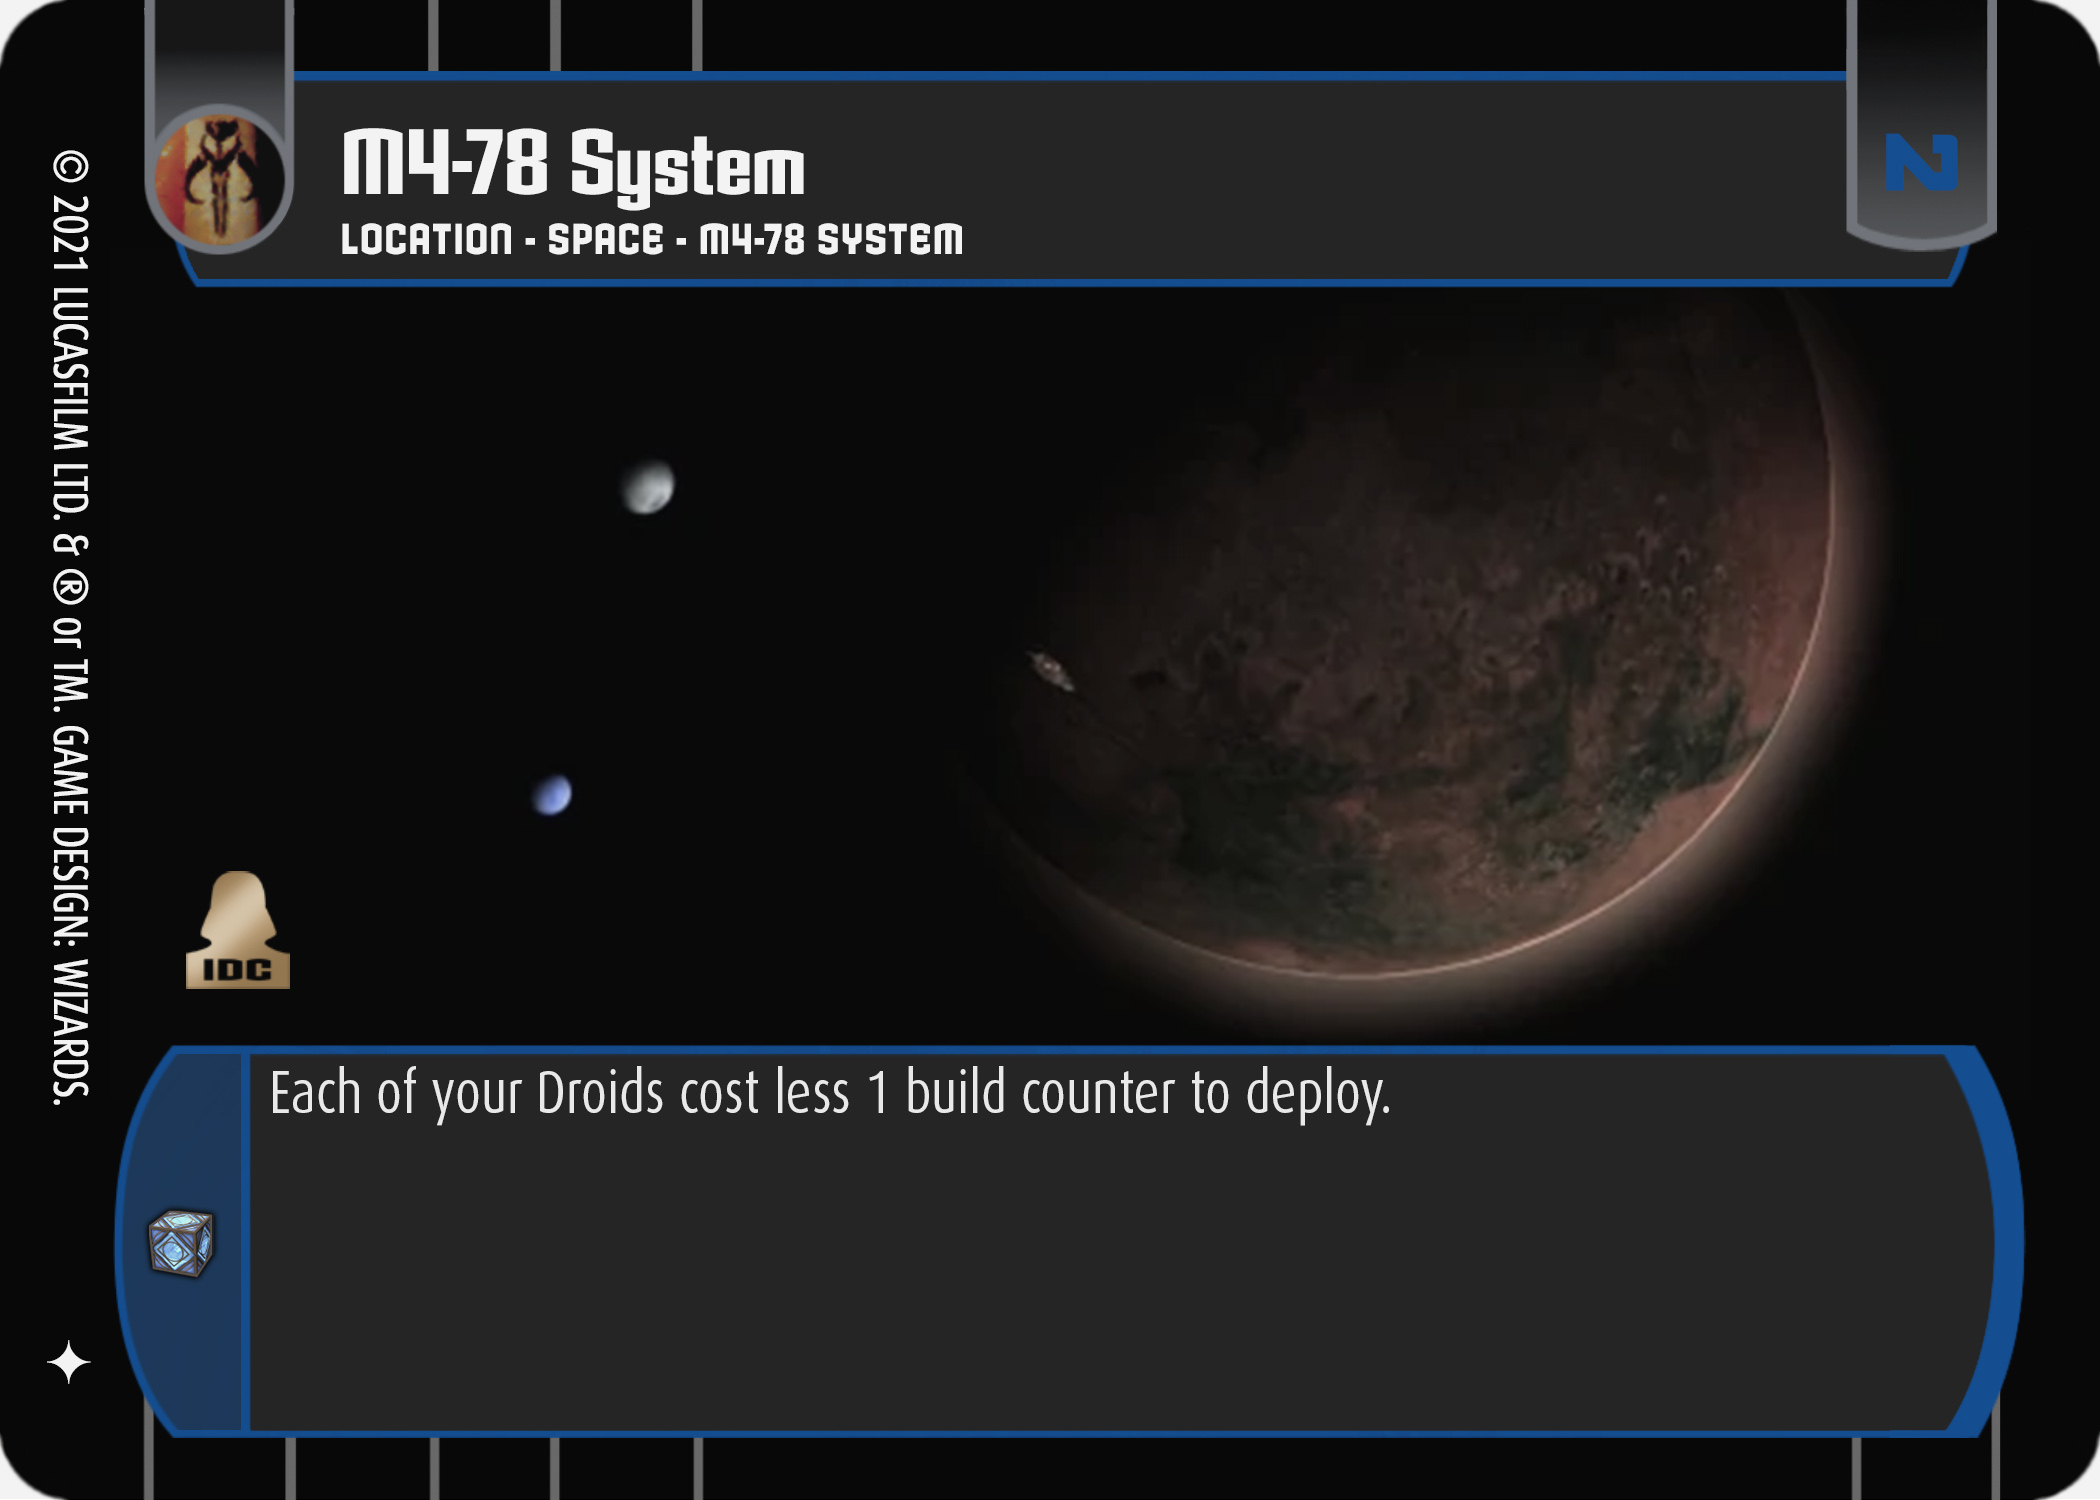 M4-78 System
LOCATION - SPACE - M4-78 SYSTEM
2
IDC
Each of your Droids cost less 1 build counter to deploy.
© 2021 LUCASFILM LTD. & ® or TM. GAME DESIGN: WIZARDS.